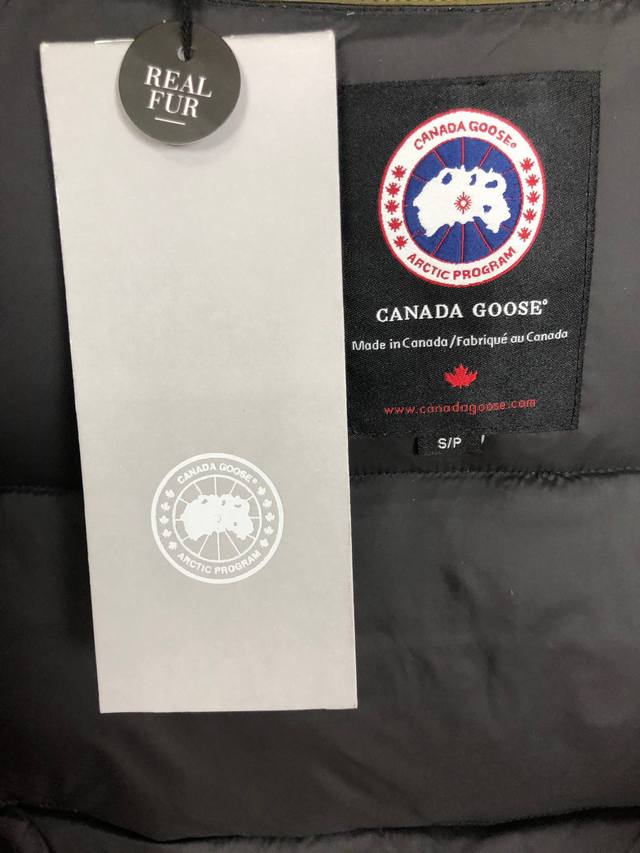 REAL
FUR
CANADA GOOSE®
ARCTIC PROGRAM
CANADA GOOSE®
Made in Canada/Fabriqué au Canada
www.canadagoose.com
S/P
CANADA GOOSE®
ARCTIC PROGRAM